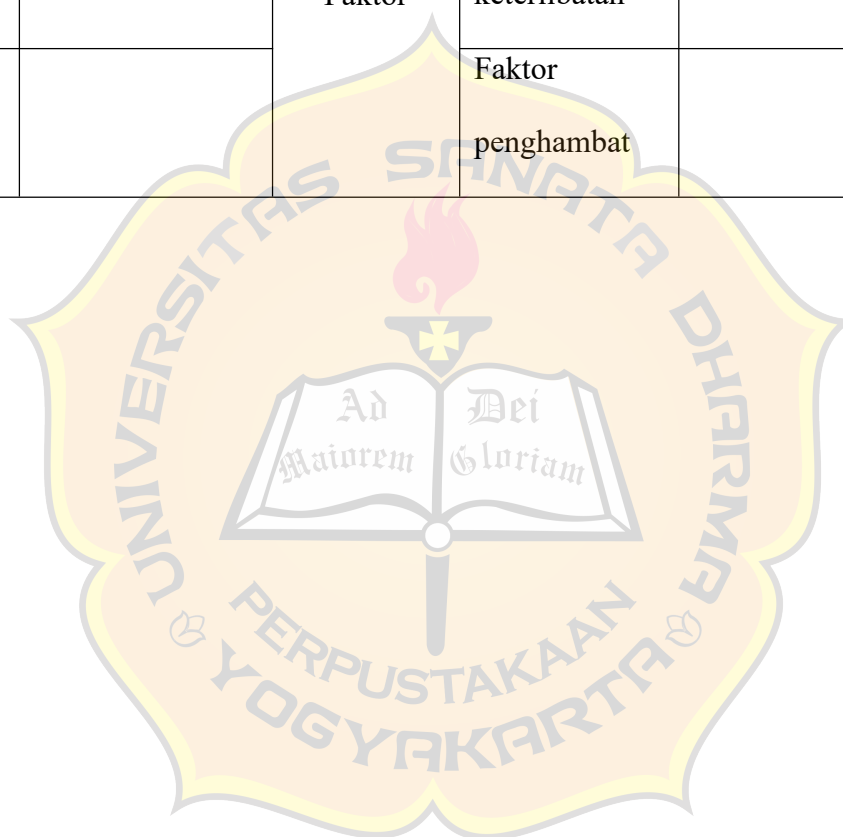 Faktor keterlibatan
Faktor
penghambat
UNIVERSITAS SANATA DHARMA
Ad Dei
Maiorem Gloriam
PERPUSTAKAAN
YOGYAKARTA